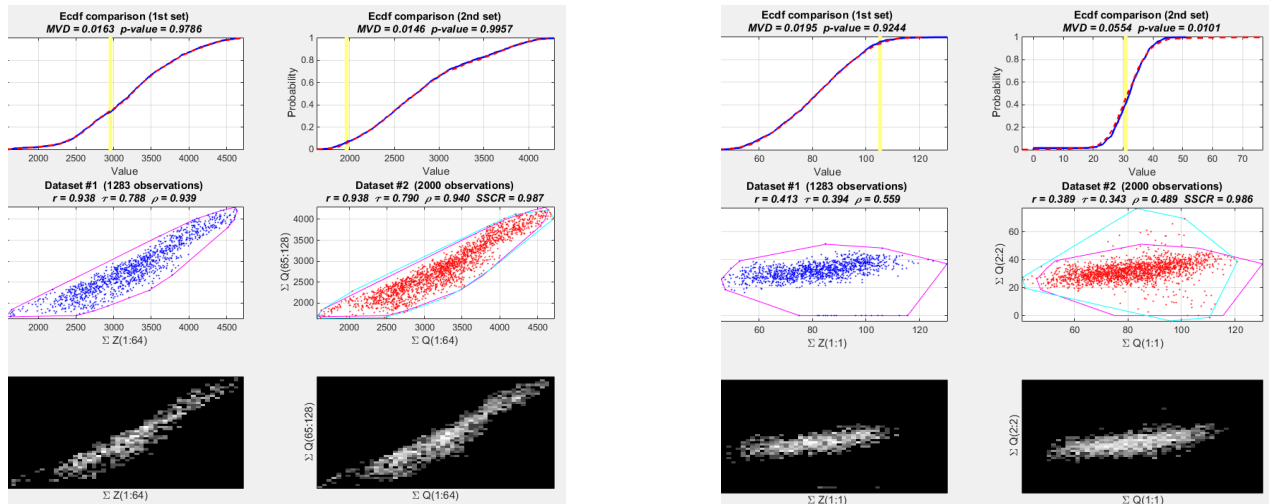 Ecdf comparison (1st set)
MVD = 0.0163 p-value = 0.9786
2000 2500 3000 3500 4000 4500
Value
Ecdf comparison (2nd set)
MVD = 0.0146 p-value = 0.9957
Probability
1
0.8
0.6
0.4
0.2
0
2000 2500 3000 3500 4000
Value
Dataset #1 (1283 observations)
r = 0.938 τ = 0.788 ρ = 0.939
2000 2500 3000 3500 4000 4500
Σ Z(1:64)
Dataset #2 (2000 observations)
r = 0.938 τ = 0.790 ρ = 0.940 SSCR = 0.987
Σ Q(65:128)
4000
3500
3000
2500
2000
2000 2500 3000 3500 4000 4500
Σ Q(1:64)
Σ Z(1:64)
Σ Q(65:128)
Σ Q(1:64)
Ecdf comparison (1st set)
MVD = 0.0195 p-value = 0.9244
60 80 100 120
Value
Ecdf comparison (2nd set)
MVD = 0.0554 p-value = 0.0101
Probability
1
0.8
0.6
0.4
0.2
0
0 10 20 30 40 50 60 70
Value
Dataset #1 (1283 observations)
r = 0.413 τ = 0.394 ρ = 0.559
60 80 100 120
Σ Z(1:1)
Dataset #2 (2000 observations)
r = 0.389 τ = 0.343 ρ = 0.489 SSCR = 0.986
Σ Q(2:2)
60
40
20
0
60 80 100 120
Σ Q(1:1)
Σ Z(1:1)
Σ Q(2:2)
Σ Q(1:1)